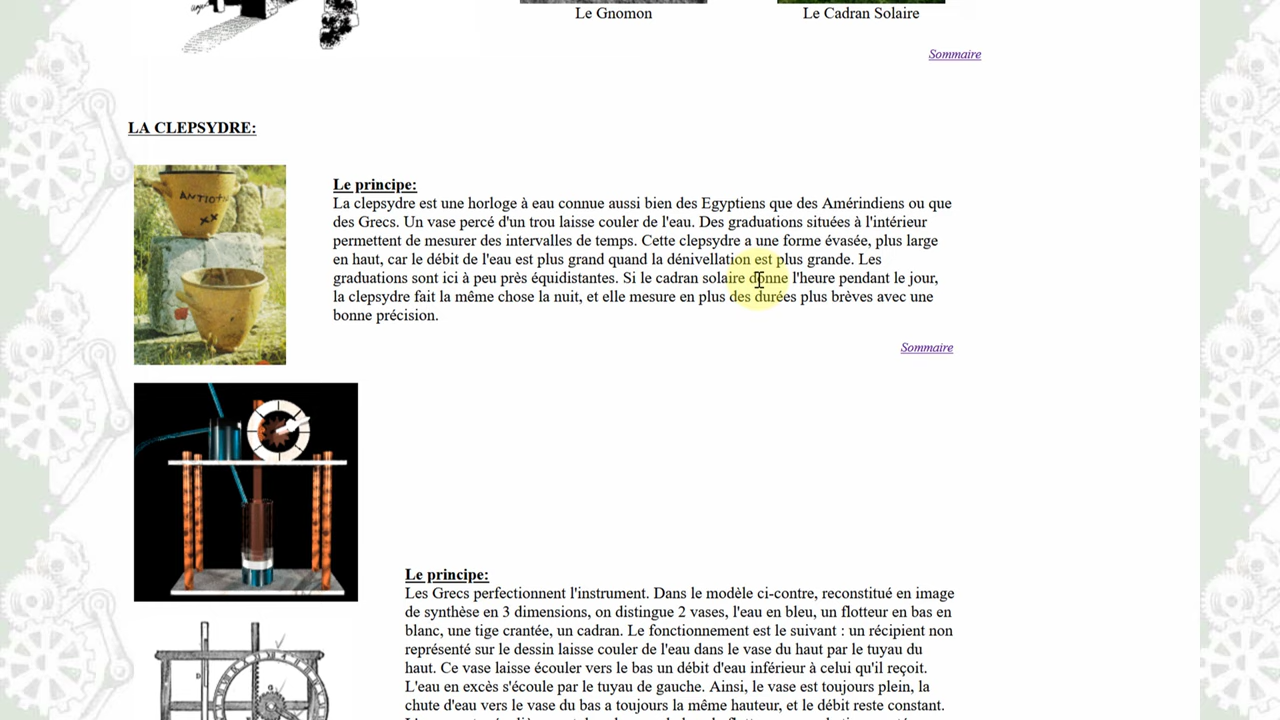 Le Gnomon
Le Cadran Solaire
Sommaire
LA CLEPSYDRE:
ANTIO
XX
Le principe:
La clepsydre est une horloge à eau connue aussi bien des Egyptiens que des Amérindiens ou que
des Grecs. Un vase percé d'un trou laisse couler de l'eau. Des graduations situées à l'intérieur
permettent de mesurer des intervalles de temps. Cette clepsydre a une forme évasée, plus large
en haut, car le débit de l'eau est plus grand quand la dénivellation est plus grande. Les
graduations sont ici à peu près équidistantes. Si le cadran solaire donne l'heure pendant le jour,
la clepsydre fait la même chose la nuit, et elle mesure en plus des durées plus brèves avec une
bonne précision.
Sommaire
Le principe:
Les Grecs perfectionnent l'instrument. Dans le modèle ci-contre, reconstitué en image
de synthèse en 3 dimensions, on distingue 2 vases, l'eau en bleu, un flotteur en bas en
blanc, une tige crantée, un cadran. Le fonctionnement est le suivant : un récipient non
représenté sur le dessin laisse couler de l'eau dans le vase du haut par le tuyau du
haut. Ce vase laisse écouler vers le bas un débit d'eau inférieur à celui qu'il reçoit.
L'eau en excès s'écoule par le tuyau de gauche. Ainsi, le vase est toujours plein, la
chute d'eau vers le vase du bas a toujours la même hauteur, et le débit reste constant.